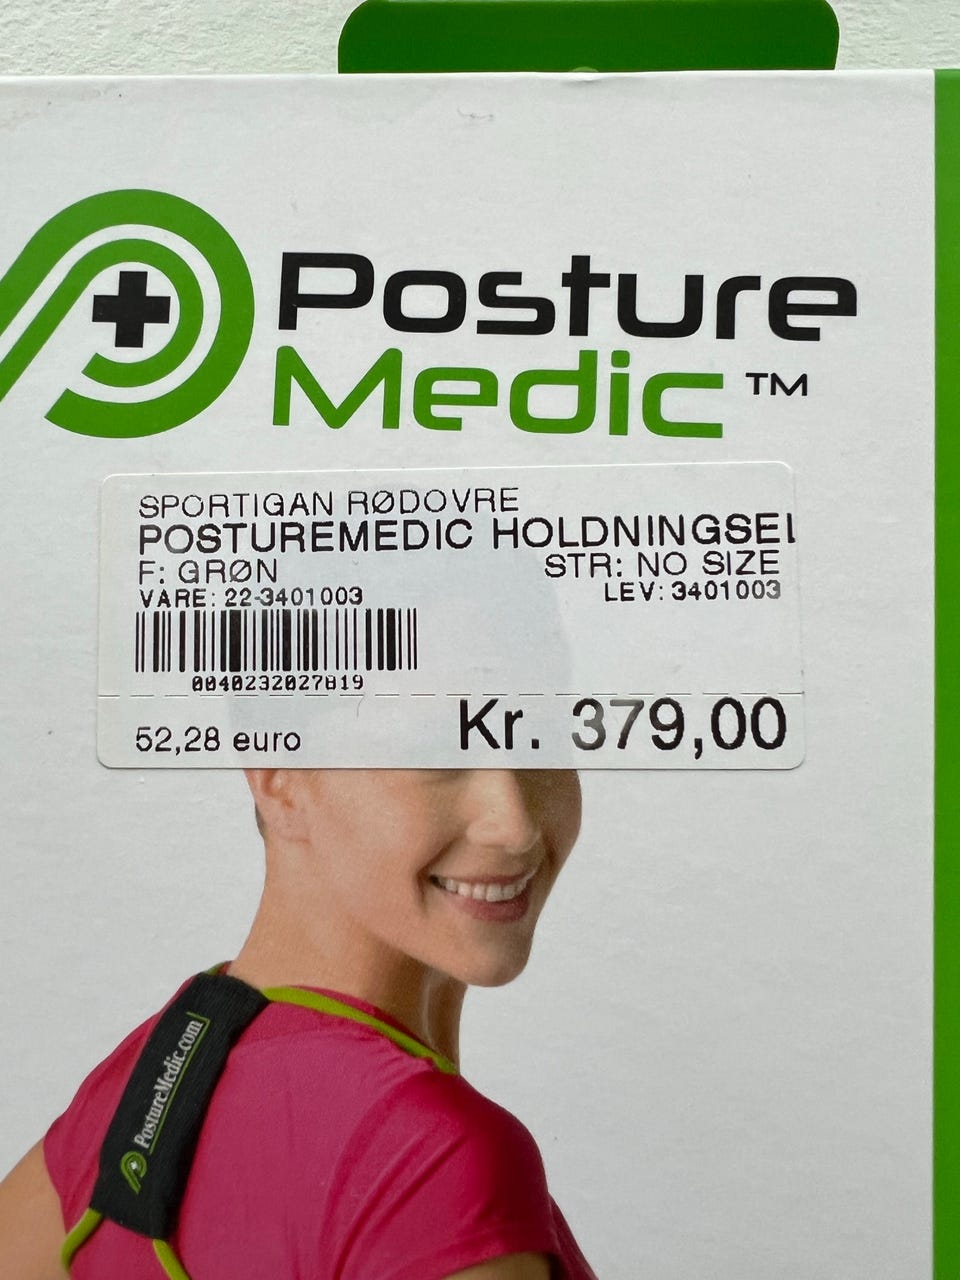 Posture
Medic™
SPORTIGAN RØDOVRE
POSTUREMEDIC HOLDNINGSEI
F: GRØN STR: NO SIZE
VARE: 22-3401003 LEV: 3401003
0040232027819
52,28 euro Kr. 379,00
PostureMedic.com